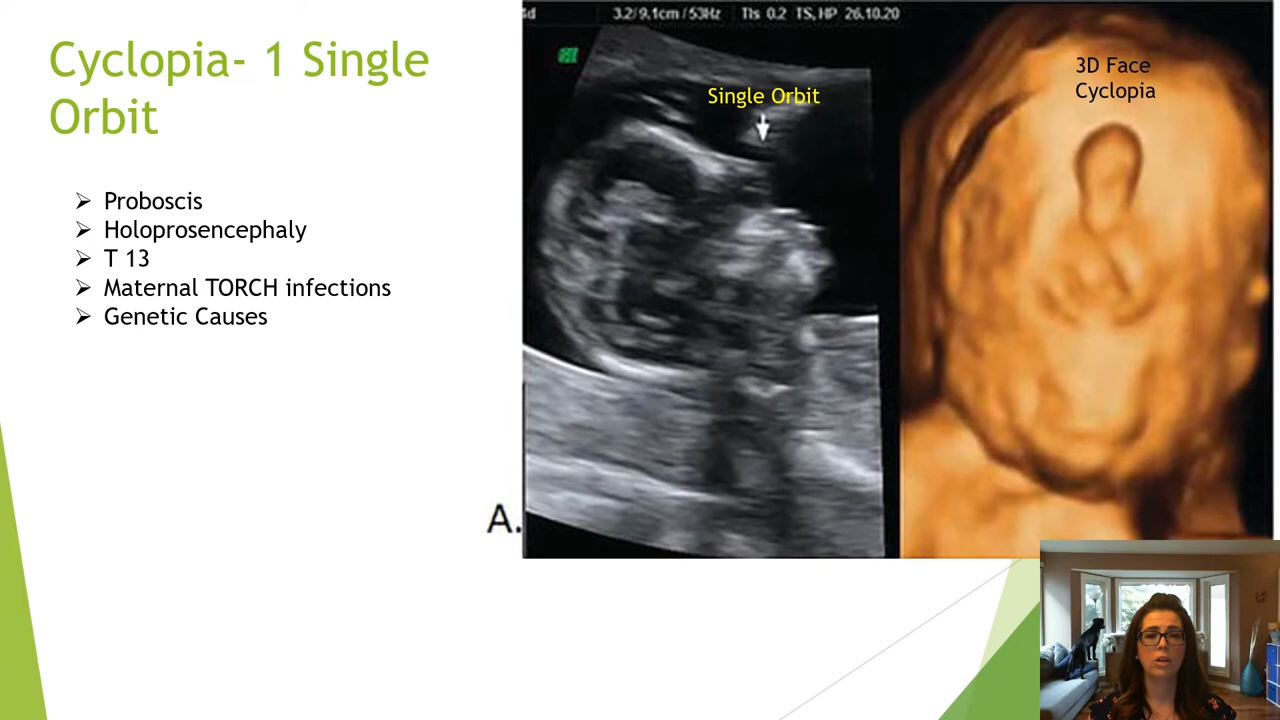 Cyclopia- 1 Single
Orbit
Proboscis
Holoprosencephaly
T 13
Maternal TORCH infections
Genetic Causes
3.2/9.1cm/53Hz TIs 0.2 TS, HP 26.10.20
Single Orbit
3D Face
Cyclopia
A.